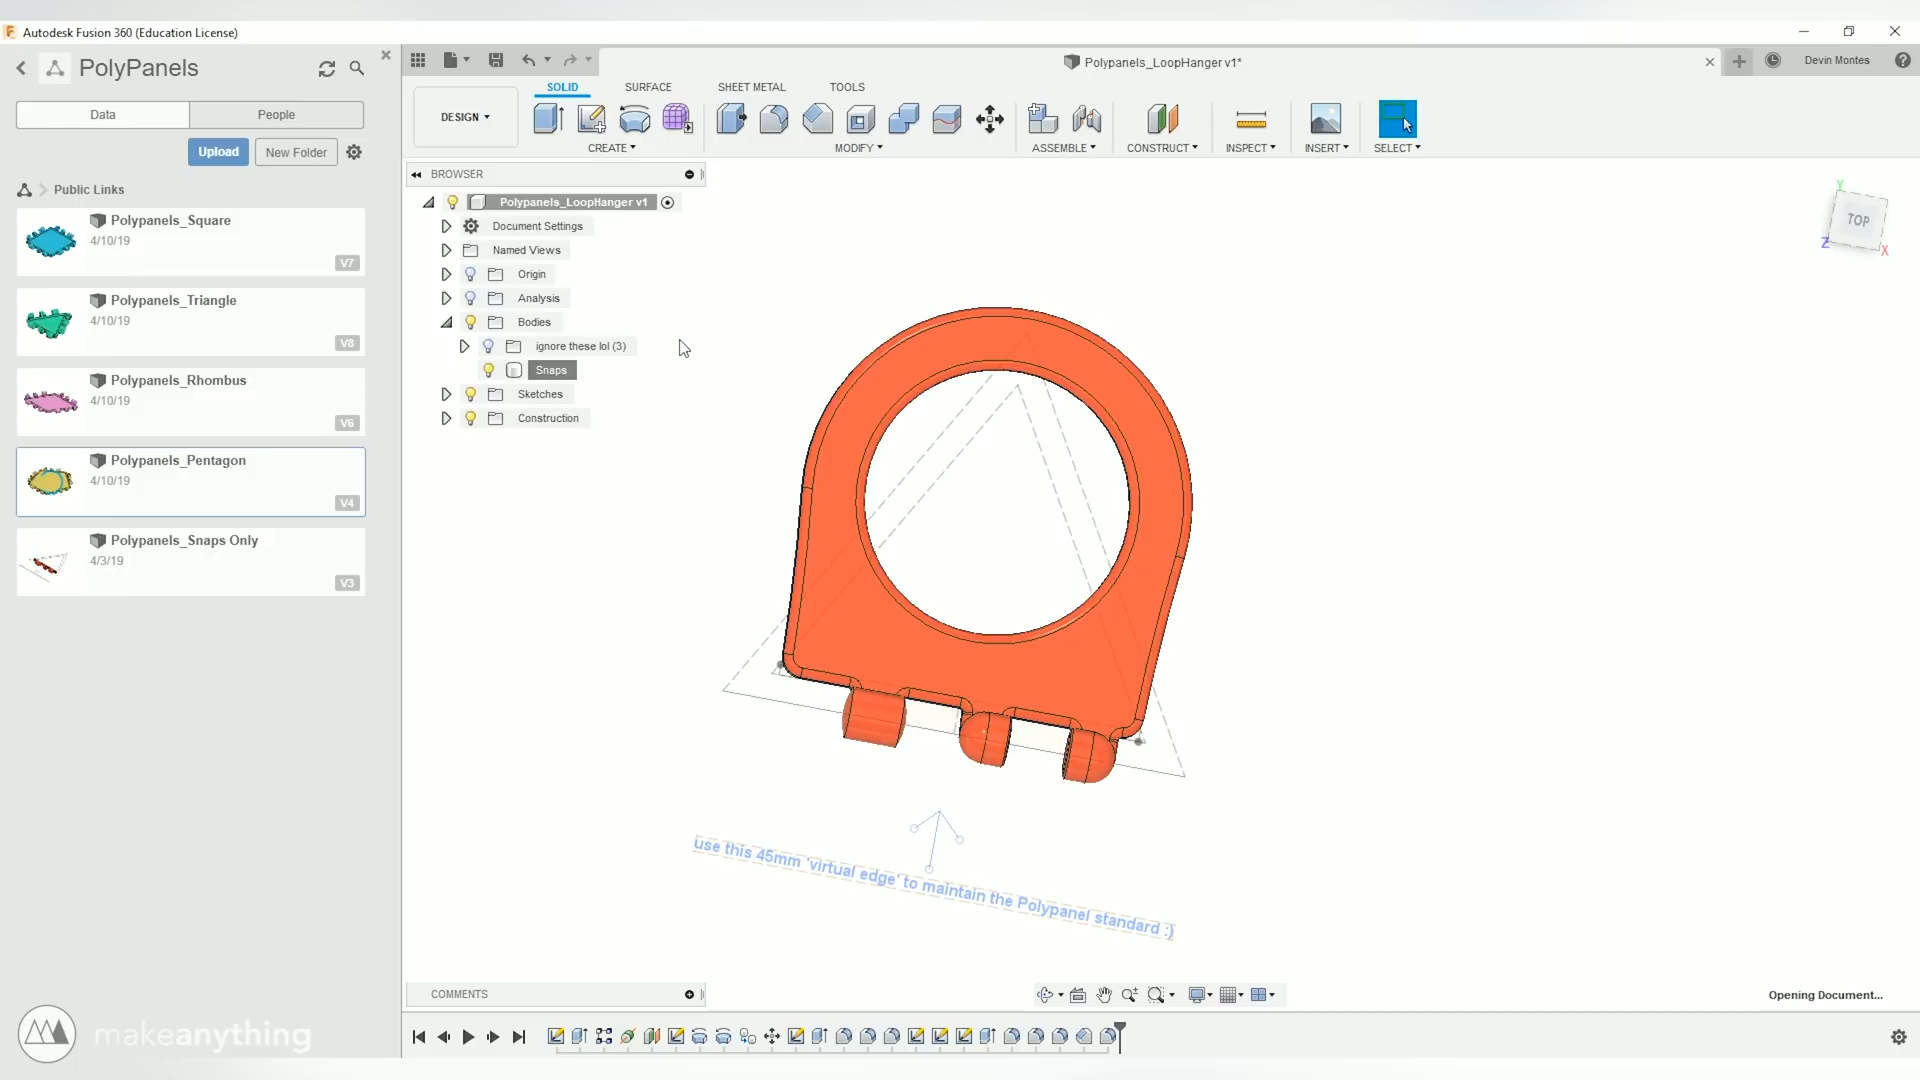 Autodesk Fusion 360 (Education License)
PolyPanels
Data
People
Upload
New Folder
Public Links
Polypanels_Square
4/10/19
V7
Polypanels_Triangle
4/10/19
V8
Polypanels_Rhombus
4/10/19
V6
Polypanels_Pentagon
4/10/19
V4
Polypanels_Snaps Only
4/3/19
V3
makeanything
Polypanels_LoopHanger v1*
Devin Montes
DESIGN
SOLID
SURFACE
SHEET METAL
TOOLS
CREATE
MODIFY
ASSEMBLE
CONSTRUCT
INSPECT
INSERT
SELECT
BROWSER
Polypanels_LoopHanger v1
Document Settings
Named Views
Origin
Analysis
Bodies
ignore these lol (3)
Snaps
Sketches
Construction
TOP
Y
Z
X
use this 45mm 'virtual edge' to maintain the Polypanel standard :)
COMMENTS
Opening Document...